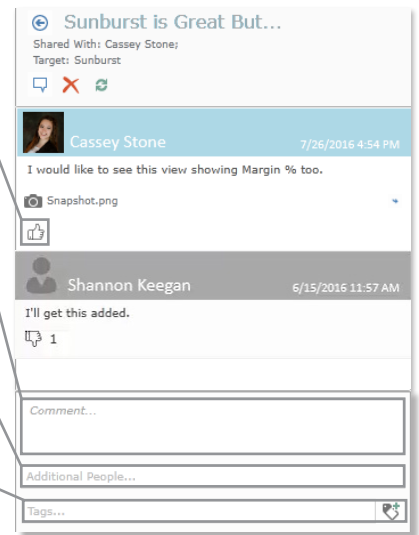 Sunburst is Great But...
Shared With: Cassey Stone;
Target: Sunburst
Cassey Stone 7/26/2016 4:54 PM
I would like to see this view showing Margin % too.
Snapshot.png
Shannon Keegan 6/15/2016 11:57 AM
I'll get this added.
1
Comment...
Additional People...
Tags...